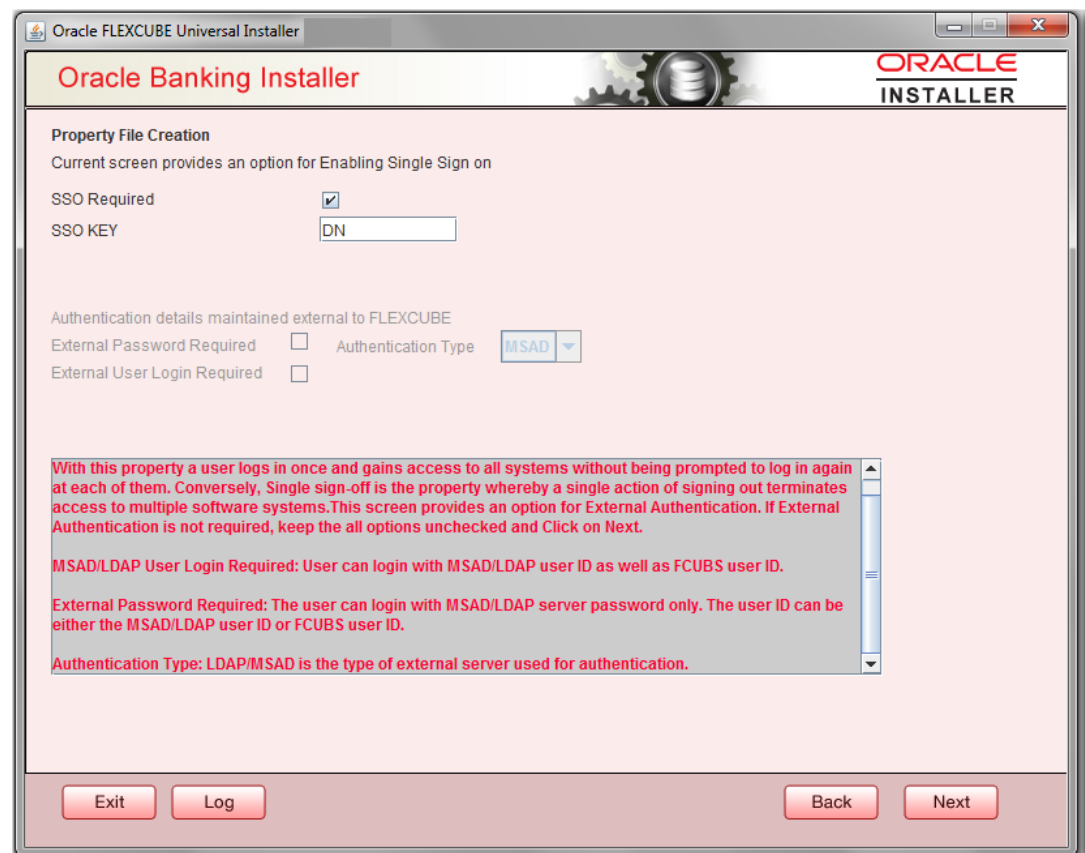 Oracle FLEXCUBE Universal Installer
Oracle Banking Installer
ORACLE
INSTALLER
Property File Creation
Current screen provides an option for Enabling Single Sign on
SSO Required
SSO KEY DN
Authentication details maintained external to FLEXCUBE
External Password Required Authentication Type MSAD
External User Login Required
With this property a user logs in once and gains access to all systems without being prompted to log in again
at each of them. Conversely, Single sign-off is the property whereby a single action of signing out terminates
access to multiple software systems.This screen provides an option for External Authentication. If External
Authentication is not required, keep the all options unchecked and Click on Next.
MSAD/LDAP User Login Required: User can login with MSAD/LDAP user ID as well as FCUBS user ID.
External Password Required: The user can login with MSAD/LDAP server password only. The user ID can be
either the MSAD/LDAP user ID or FCUBS user ID.
Authentication Type: LDAP/MSAD is the type of external server used for authentication.
Exit Log Back Next